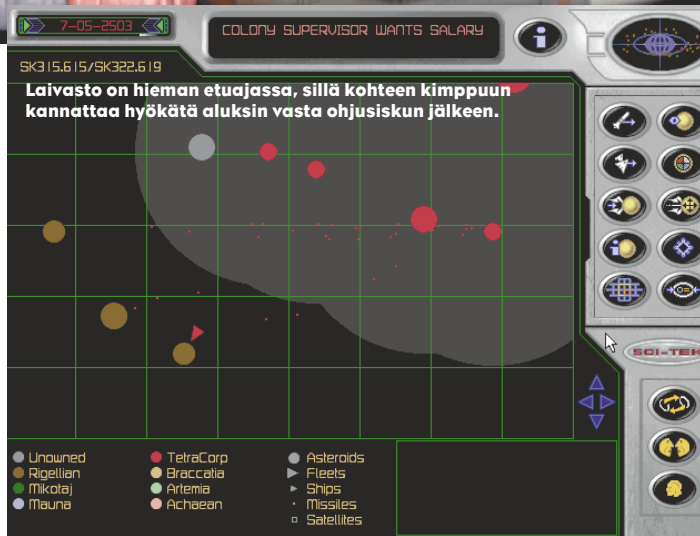 7-05-2503
COLONY SUPERVISOR WANTS SALARY
SK315.615/SK322.619
Laivasto on hieman etuajassa, sillä kohteen kimppuun
kannattaa hyökätä aluksin vasta ohjusiskun jälkeen.
SCI-TEK
Unowned
Rigellian
Mikotaj
Mauna
TetraCorp
Braccatia
Artemia
Achaean
Asteroids
Fleets
Ships
Missiles
Satellites